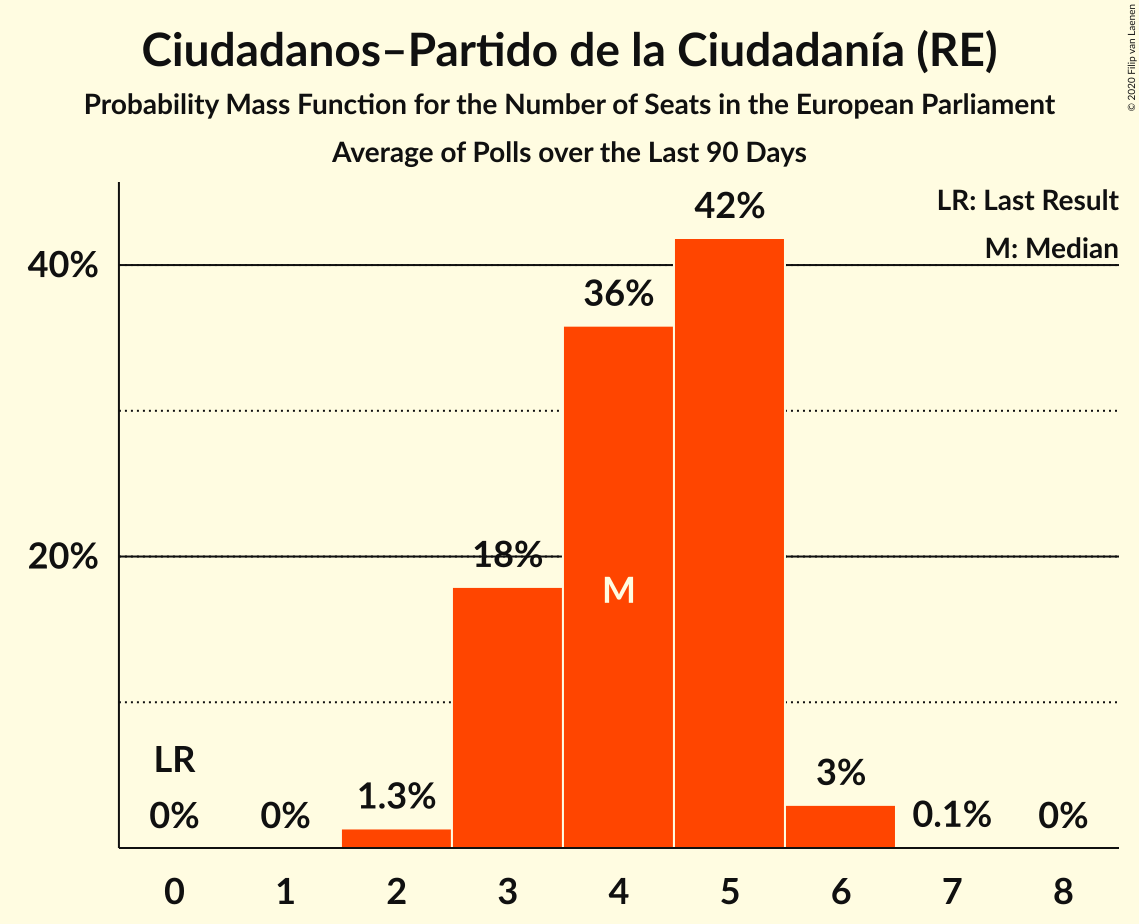 Ciudadanos–Partido de la Ciudadanía (RE)
Probability Mass Function for the Number of Seats in the European Parliament
Average of Polls over the Last 90 Days
© 2020 Filip van Laenen
LR: Last Result
M: Median
42%
40%
36%
20%
18%
M
LR
0%
0%
1.3%
3%
0.1%
0%
0 1 2 3 4 5 6 7 8